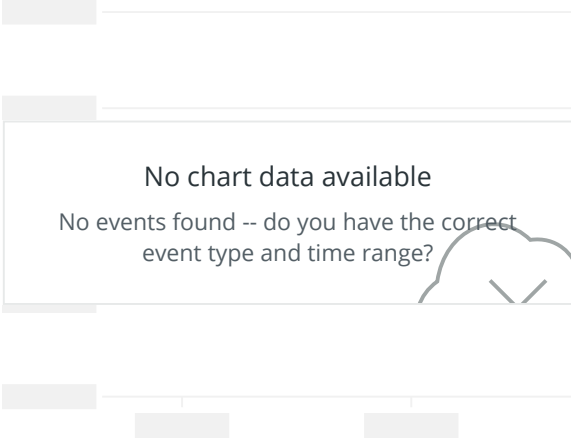 No chart data available
No events found -- do you have the correct
event type and time range?